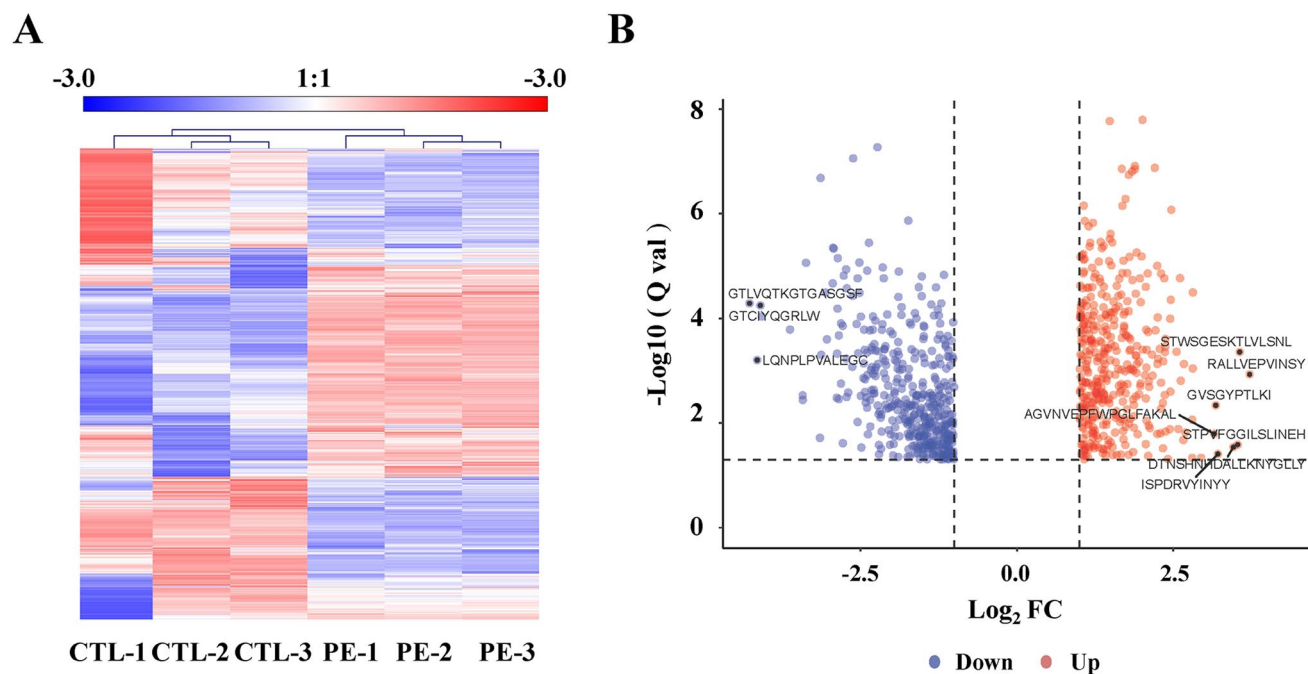 A
-3.0 1:1 -3.0
CTL-1 CTL-2 CTL-3 PE-1 PE-2 PE-3
B
-Log10 ( Q val )
8
6
4
2
0
GTLVQTKGTGASGSF
GTCIYQGRLW
LQNPLPVALEGC
STWSGESKTLVLSNL
RALLVEPVINSY
GVSGYPTLKI
AGVNVEPFWPGLFAKAL
STPVFGGILSLINEH
DTNSHNHDALLKNYGLLY
ISPDRVYINYY
-2.5 0.0 2.5
Log2 FC
Down Up